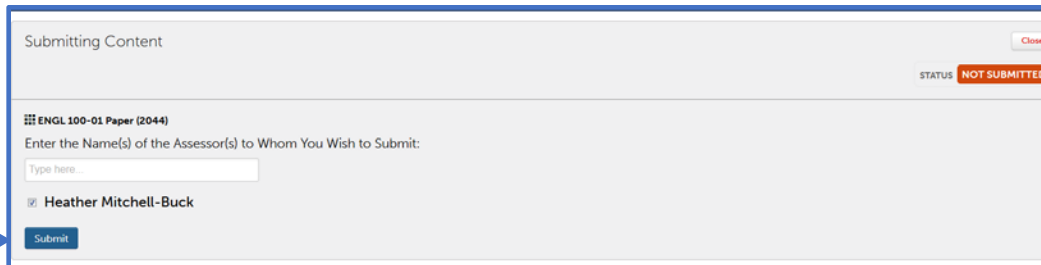 Submitting Content
Close
STATUS NOT SUBMITTED
ENGL 100-01 Paper (2044)
Enter the Name(s) of the Assessor(s) to Whom You Wish to Submit:
Type here...
Heather Mitchell-Buck
Submit